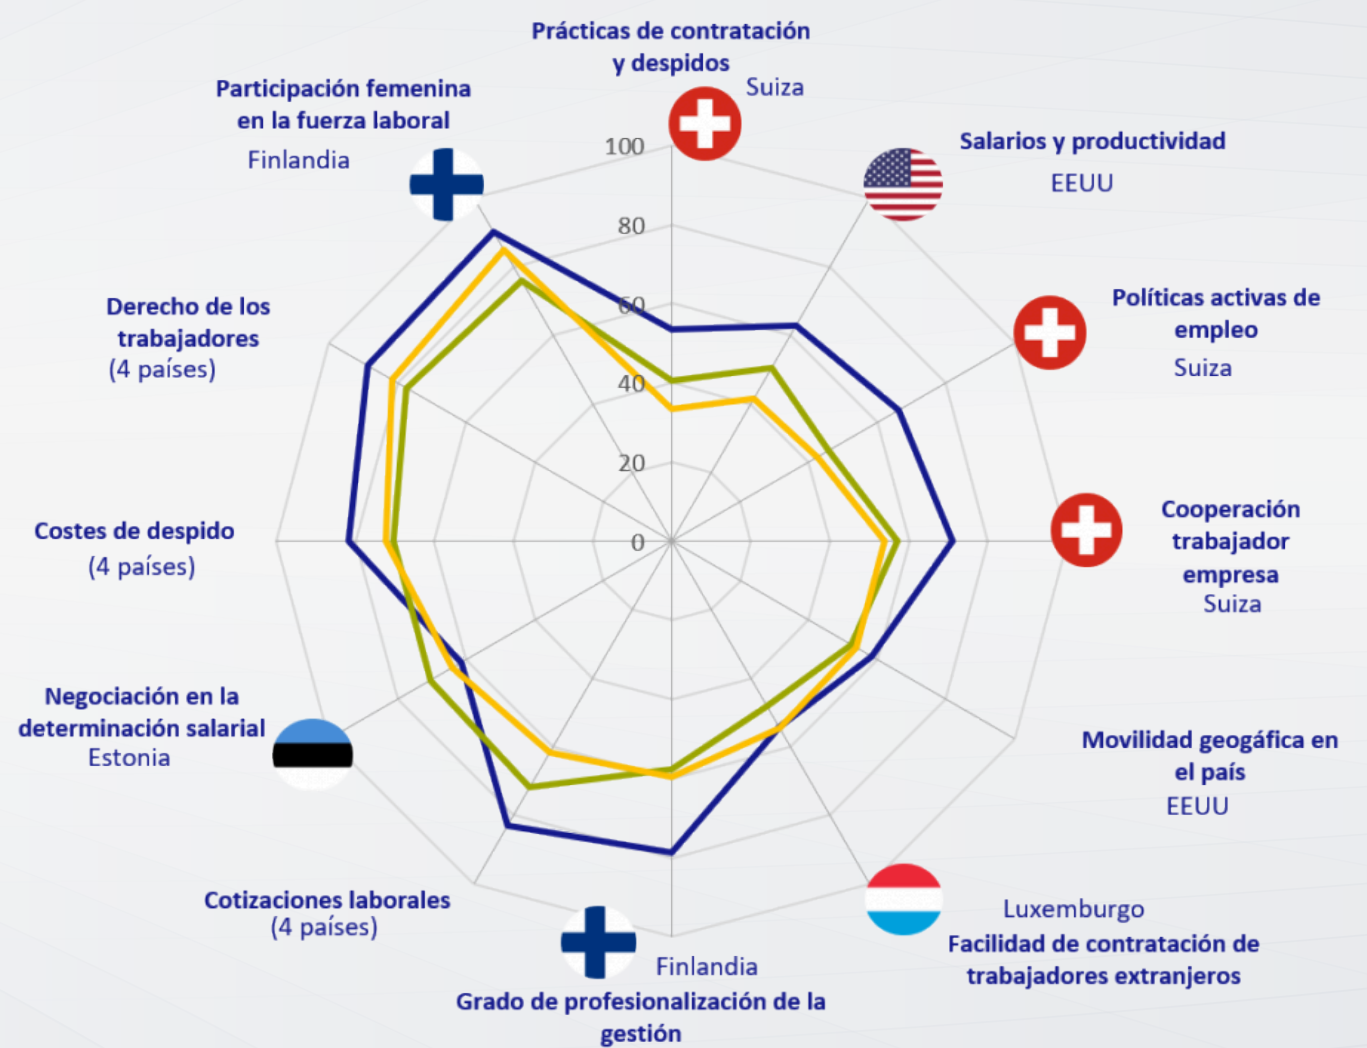 Prácticas de contratación
y despidos
Suiza
Participación femenina
en la fuerza laboral
Finlandia
Salarios y productividad
EEUU
Políticas activas de
empleo
Suiza
Derecho de los
trabajadores
(4 países)
Cooperación
trabajador
empresa
Suiza
Costes de despido
(4 países)
100
80
60
40
20
0
Negociación en la
determinación salarial
Estonia
Movilidad geogáfica en
el país
EEUU
Cotizaciones laborales
(4 países)
Luxemburgo
Facilidad de contratación de
trabajadores extranjeros
Finlandia
Grado de profesionalización de la
gestión